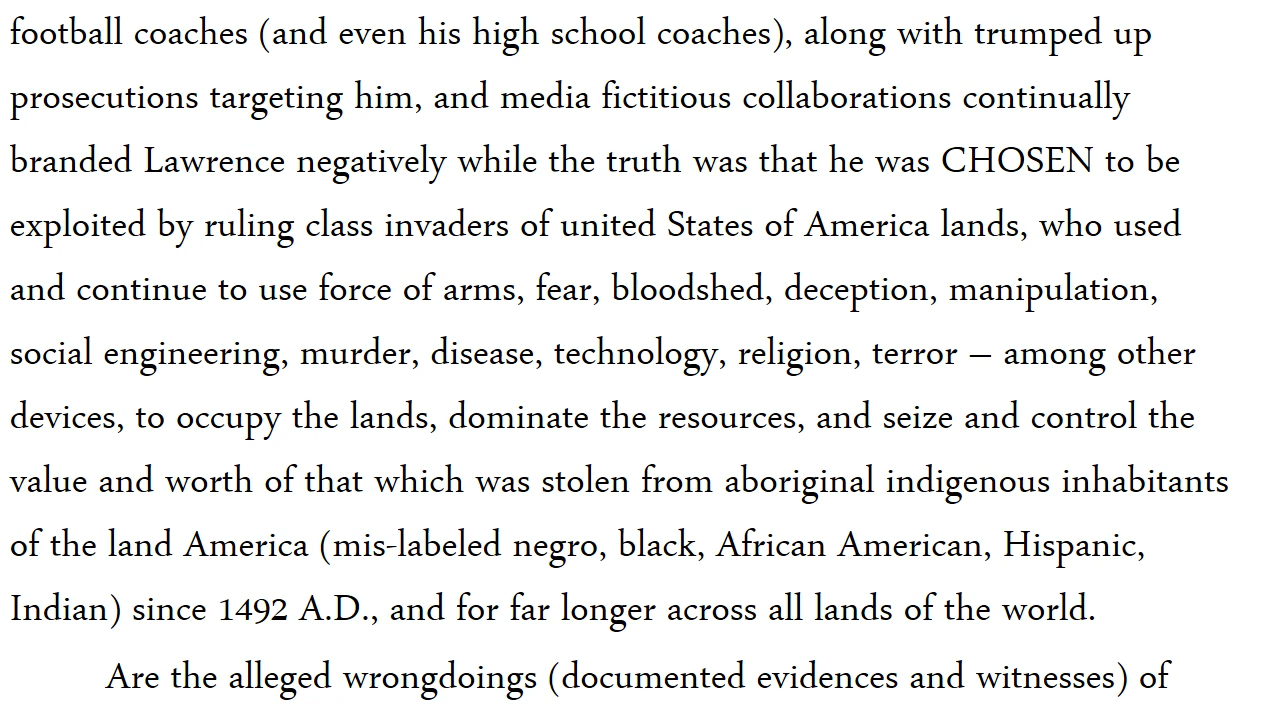 football coaches (and even his high school coaches), along with trumped up
prosecutions targeting him, and media fictitious collaborations continually
branded Lawrence negatively while the truth was that he was CHOSEN to be
exploited by ruling class invaders of united States of America lands, who used
and continue to use force of arms, fear, bloodshed, deception, manipulation,
social engineering, murder, disease, technology, religion, terror – among other
devices, to occupy the lands, dominate the resources, and seize and control the
value and worth of that which was stolen from aboriginal indigenous inhabitants
of the land America (mis-labeled negro, black, African American, Hispanic,
Indian) since 1492 A.D., and for far longer across all lands of the world.
Are the alleged wrongdoings (documented evidences and witnesses) of